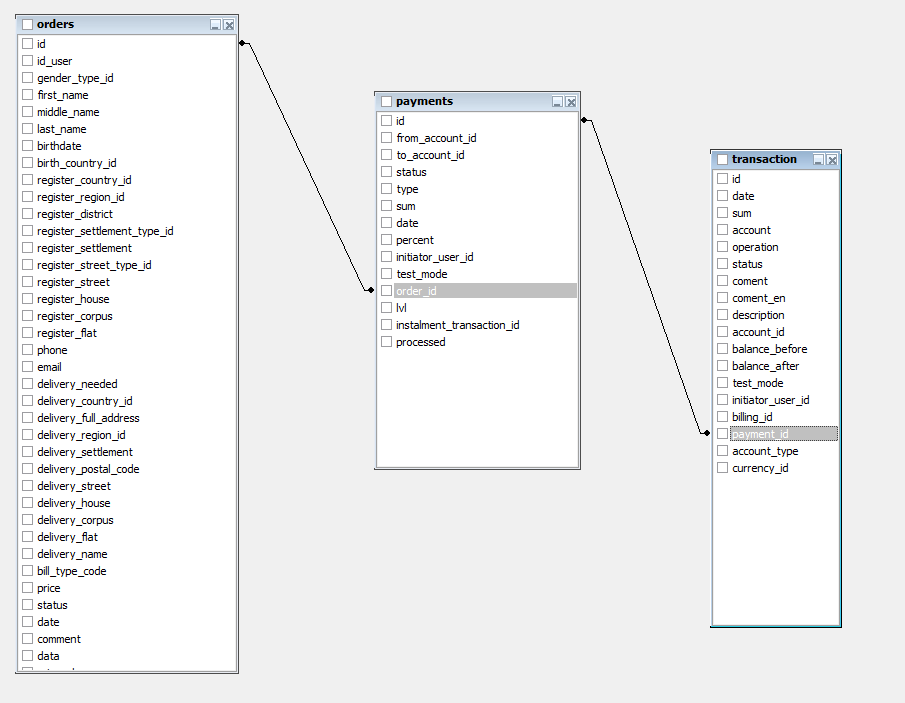 orders
id
id_user
gender_type_id
first_name
middle_name
last_name
birthdate
birth_country_id
register_country_id
register_region_id
register_district
register_settlement_type_id
register_settlement
register_street_type_id
register_street
register_house
register_corpus
register_flat
phone
email
delivery_needed
delivery_country_id
delivery_full_address
delivery_region_id
delivery_settlement
delivery_postal_code
delivery_street
delivery_house
delivery_corpus
delivery_flat
delivery_name
bill_type_code
price
status
date
comment
data
payments
id
from_account_id
to_account_id
status
type
sum
date
percent
initiator_user_id
test_mode
order_id
lvl
instalment_transaction_id
processed
transaction
id
date
sum
account
operation
status
coment
coment_en
description
account_id
balance_before
balance_after
test_mode
initiator_user_id
billing_id
payment_id
account_type
currency_id